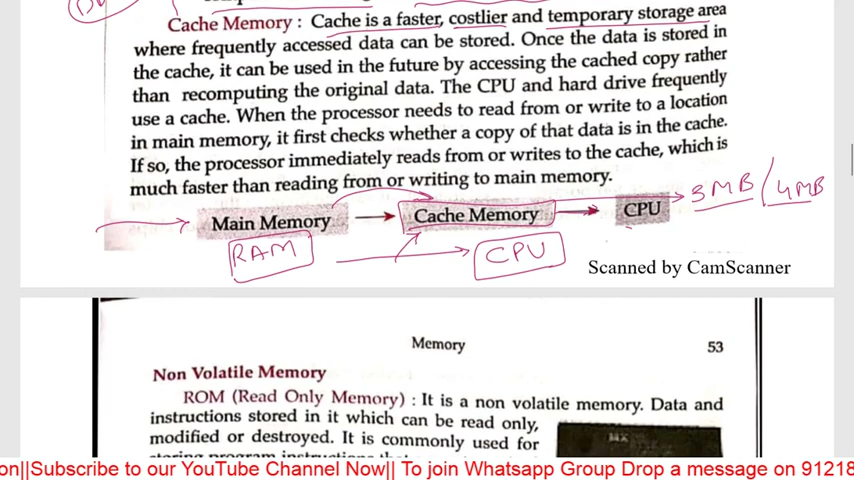 Cache Memory : Cache is a faster, costlier and temporary storage area
where frequently accessed data can be stored. Once the data is stored in
the cache, it can be used in the future by accessing the cached copy rather
than recomputing the original data. The CPU and hard drive frequently
use a cache. When the processor needs to read from or write to a location
in main memory, it first checks whether a copy of that data is in the cache.
If so, the processor immediately reads from or writes to the cache, which is
much faster than reading from or writing to main memory.
3MB/4MB
Main Memory Cache Memory CPU
RAM CPU
Scanned by CamScanner
Memory 53
Non Volatile Memory
ROM (Read Only Memory) : It is a non volatile memory. Data and
instructions stored in it which can be read only,
modified or destroyed. It is commonly used for
on||Subscribe to our YouTube Channel Now|| To join Whatsapp Group Drop a message on 91218